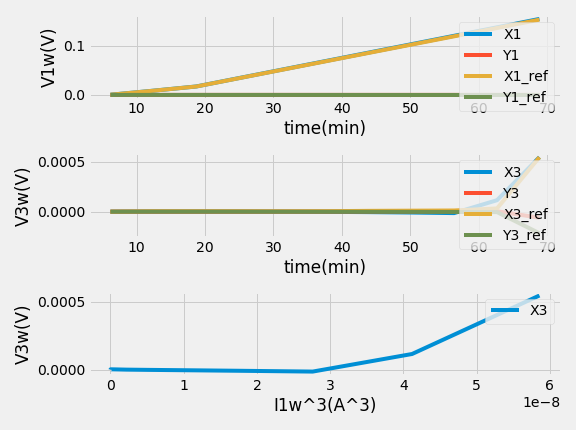 V1w(V)
0.1
0.0
X1
Y1
X1_ref
Y1_ref
10 20 30 40 50 60 70
time(min)
V3w(V)
0.0005
0.0000
X3
Y3
X3_ref
Y3_ref
10 20 30 40 50 60 70
time(min)
V3w(V)
0.0005
0.0000
X3
0 1 2 3 4 5 6
1e−8
I1w^3(A^3)